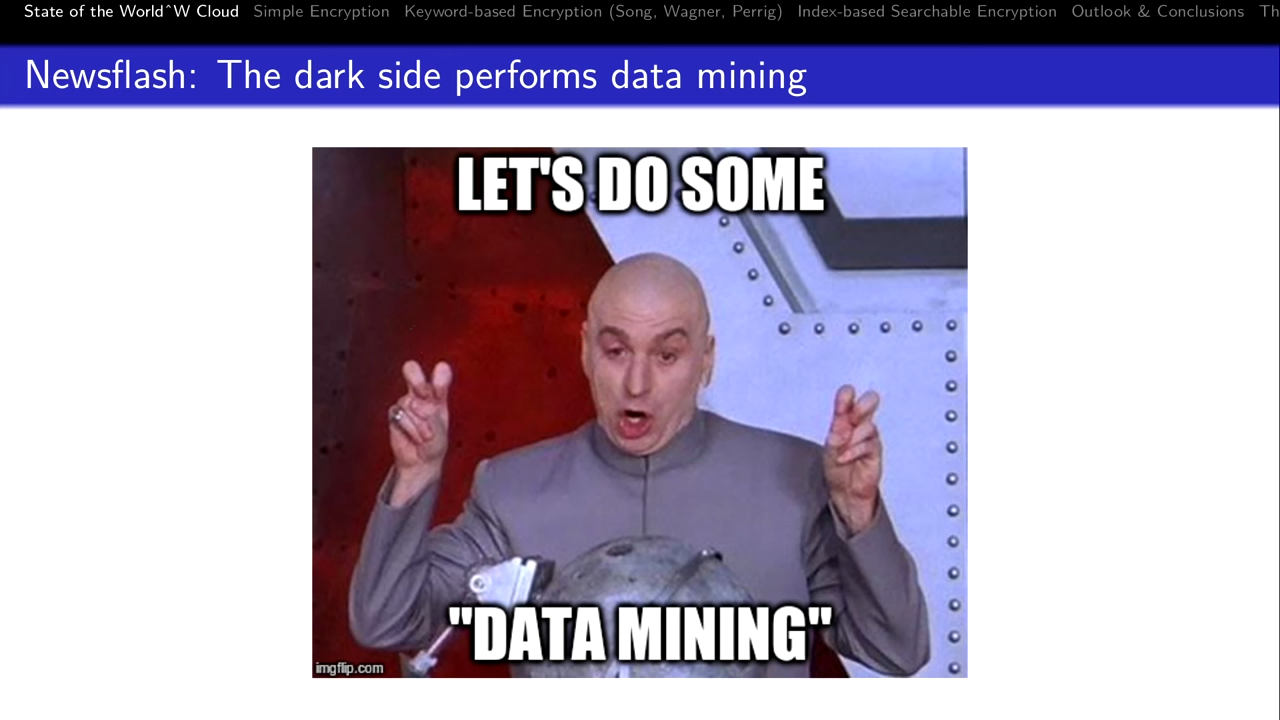 State of the World^W Cloud Simple Encryption Keyword-based Encryption (Song, Wagner, Perrig) Index-based Searchable Encryption Outlook & Conclusions Th
Newsflash: The dark side performs data mining
LET'S DO SOME
"DATA MINING"
imgflip.com